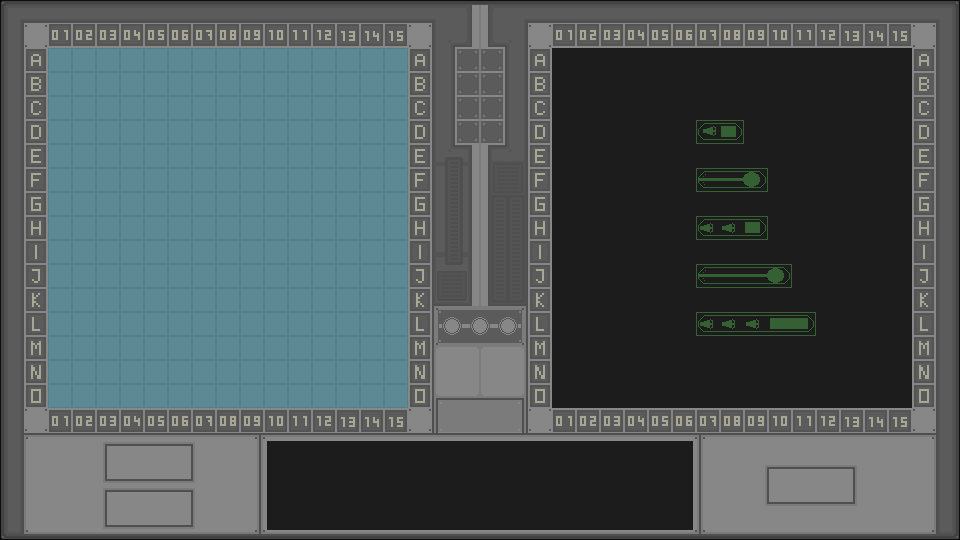 01 02 03 04 05 06 07 08 09 10 11 12 13 14 15
01 02 03 04 05 06 07 08 09 10 11 12 13 14 15
A A A A
B B B B
C C C C
D D D D
E E E E
F F F F
G G G G
H H H H
I I I I
J J J J
K K K K
L L L L
M M M M
N N N N
O O O O
01 02 03 04 05 06 07 08 09 10 11 12 13 14 15
01 02 03 04 05 06 07 08 09 10 11 12 13 14 15